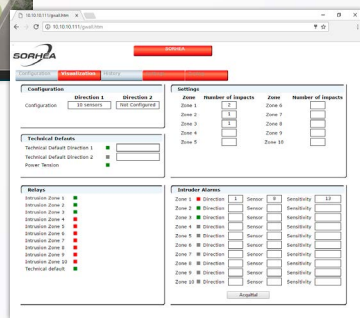 10.10.10.111/gvail.htm
10.10.10.111/gvail.htm
SORHEA
SORHEA
Configuration Visualization History
Configuration
Direction 1 Direction 2
Configuration 10 sensors Not Configured
Technical Defauts
Technical Default Direction 1
Technical Default Direction 2
Power Tension
Relays
Intrusion Zone 1
Intrusion Zone 2
Intrusion Zone 3
Intrusion Zone 4
Intrusion Zone 5
Intrusion Zone 6
Intrusion Zone 7
Intrusion Zone 8
Intrusion Zone 9
Intrusion Zone 10
Technical default
Settings
Zone Number of impacts Zone Number of impacts
Zone 1 2 Zone 6
Zone 2 1 Zone 7
Zone 3 1 Zone 8
Zone 4 Zone 9
Zone 5 Zone 10
Intruder Alarms
Zone 1 Direction 1 Sensor 8 Sensitivity 13
Zone 2 Direction Sensor Sensitivity
Zone 3 Direction Sensor Sensitivity
Zone 4 Direction Sensor Sensitivity
Zone 5 Direction Sensor Sensitivity
Zone 6 Direction Sensor Sensitivity
Zone 7 Direction Sensor Sensitivity
Zone 8 Direction Sensor Sensitivity
Zone 9 Direction Sensor Sensitivity
Zone 10 Direction Sensor Sensitivity
Acquittal